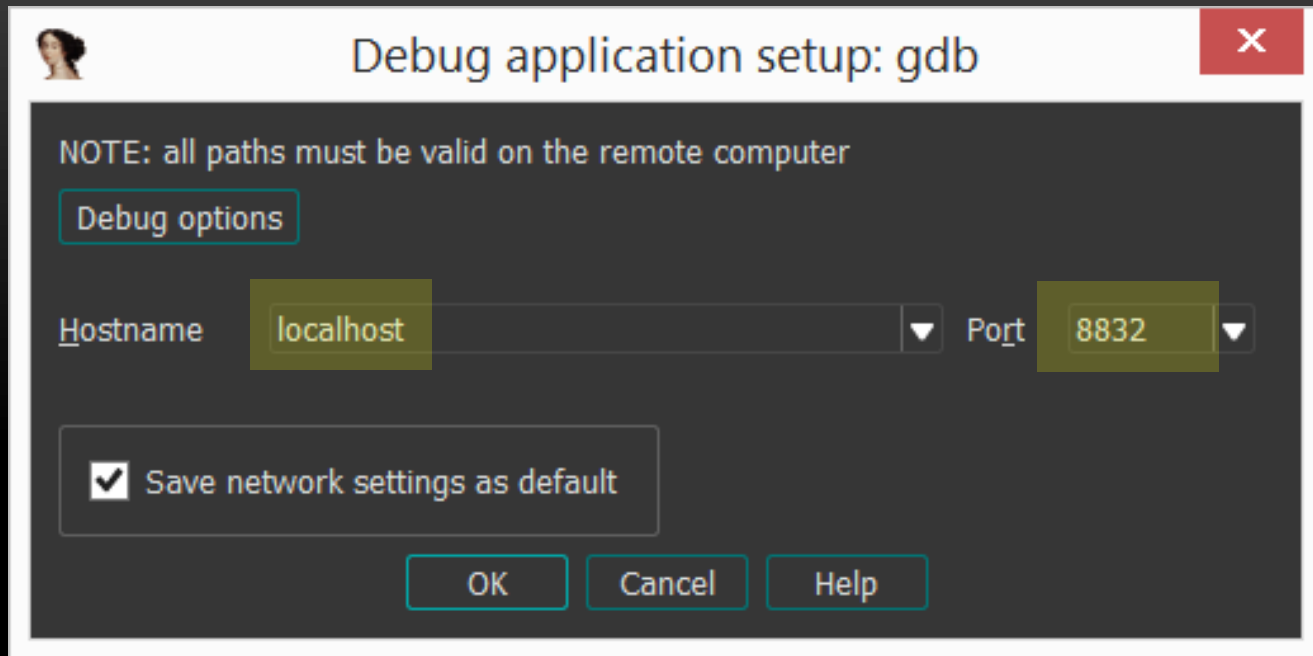 Debug application setup: gdb
NOTE: all paths must be valid on the remote computer
Debug options
Hostname localhost Port 8832
Save network settings as default
OK Cancel Help